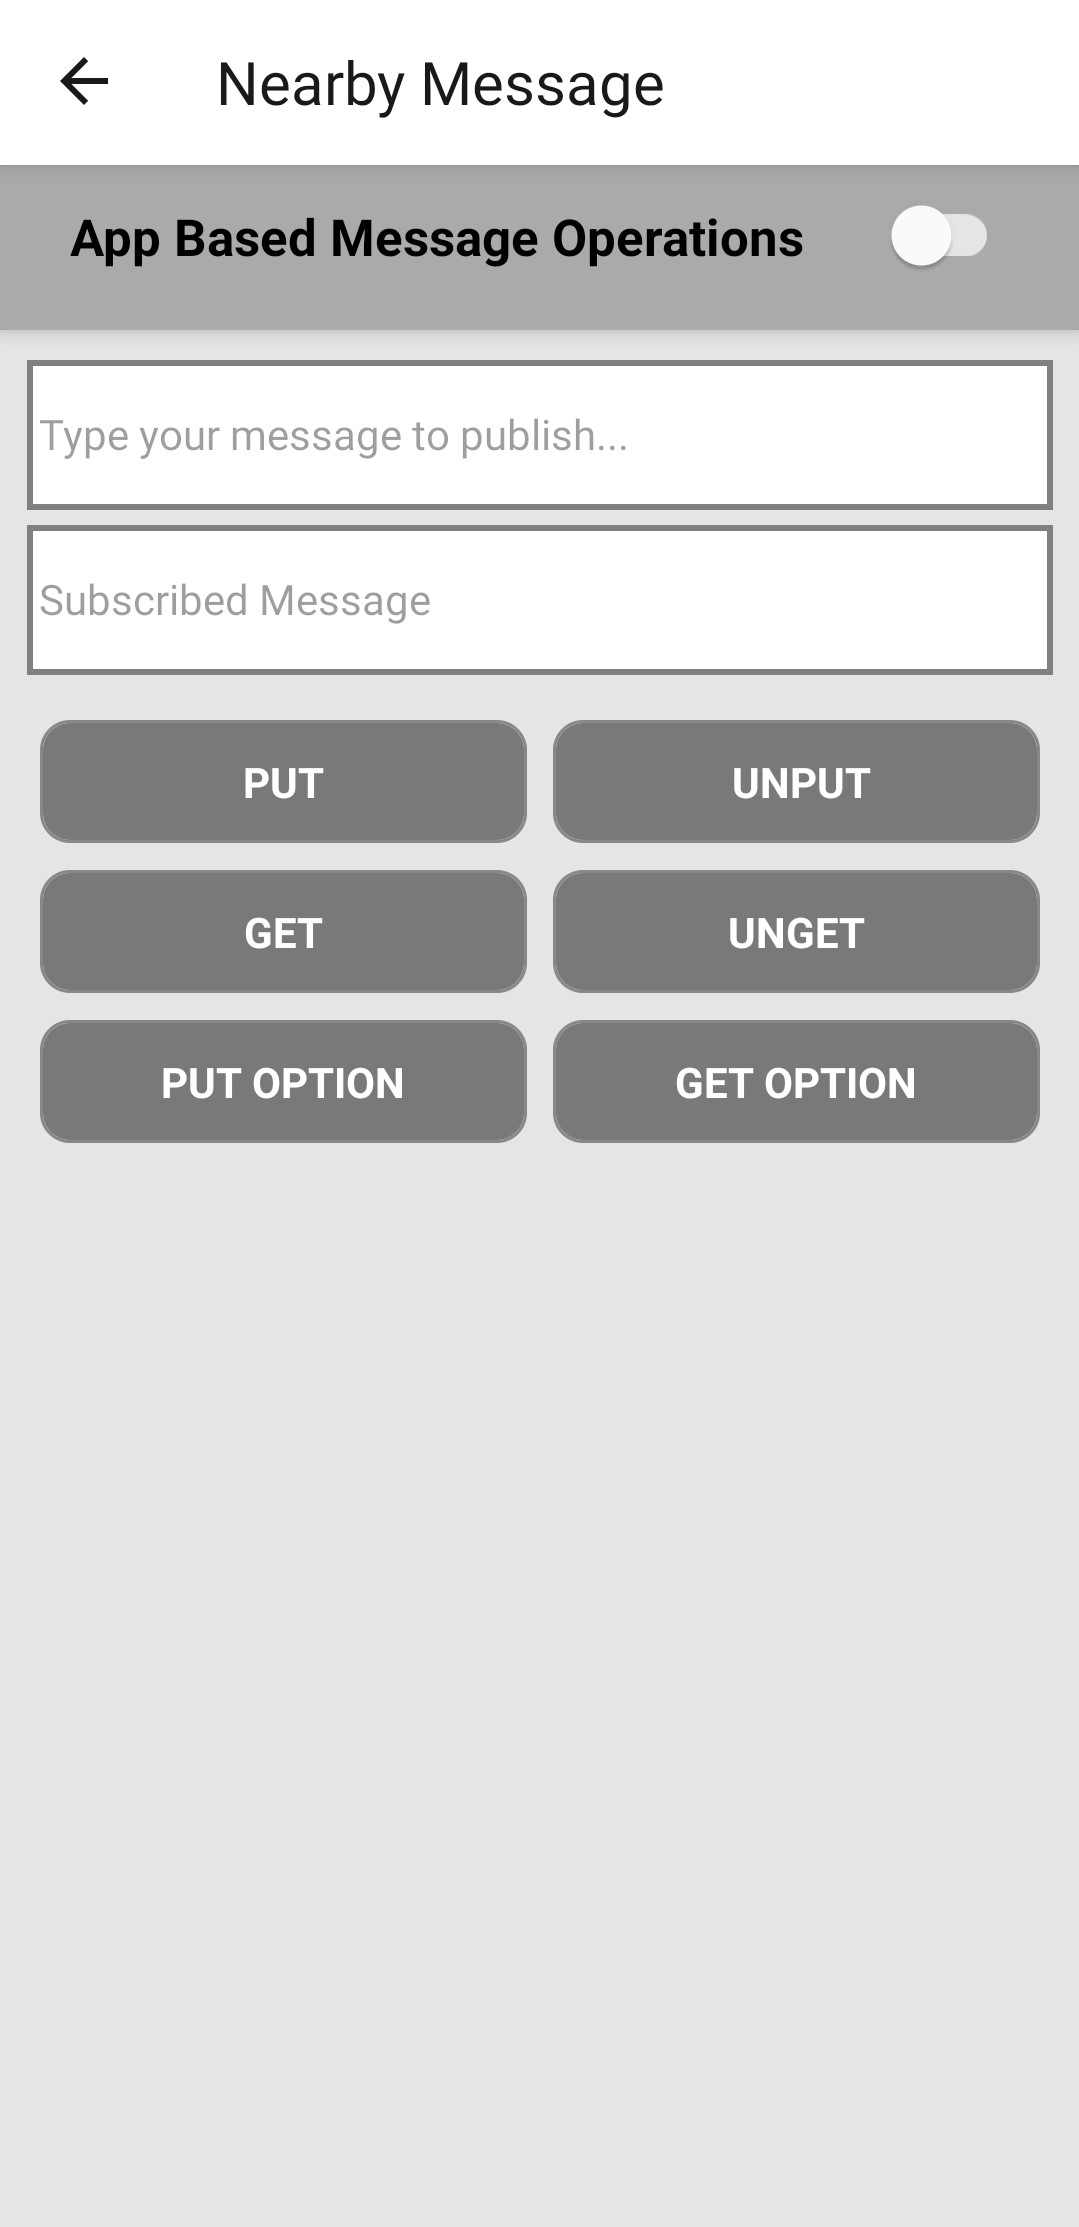 Nearby Message
App Based Message Operations
Type your message to publish...
Subscribed Message
PUT
UNPUT
GET
UNGET
PUT OPTION
GET OPTION